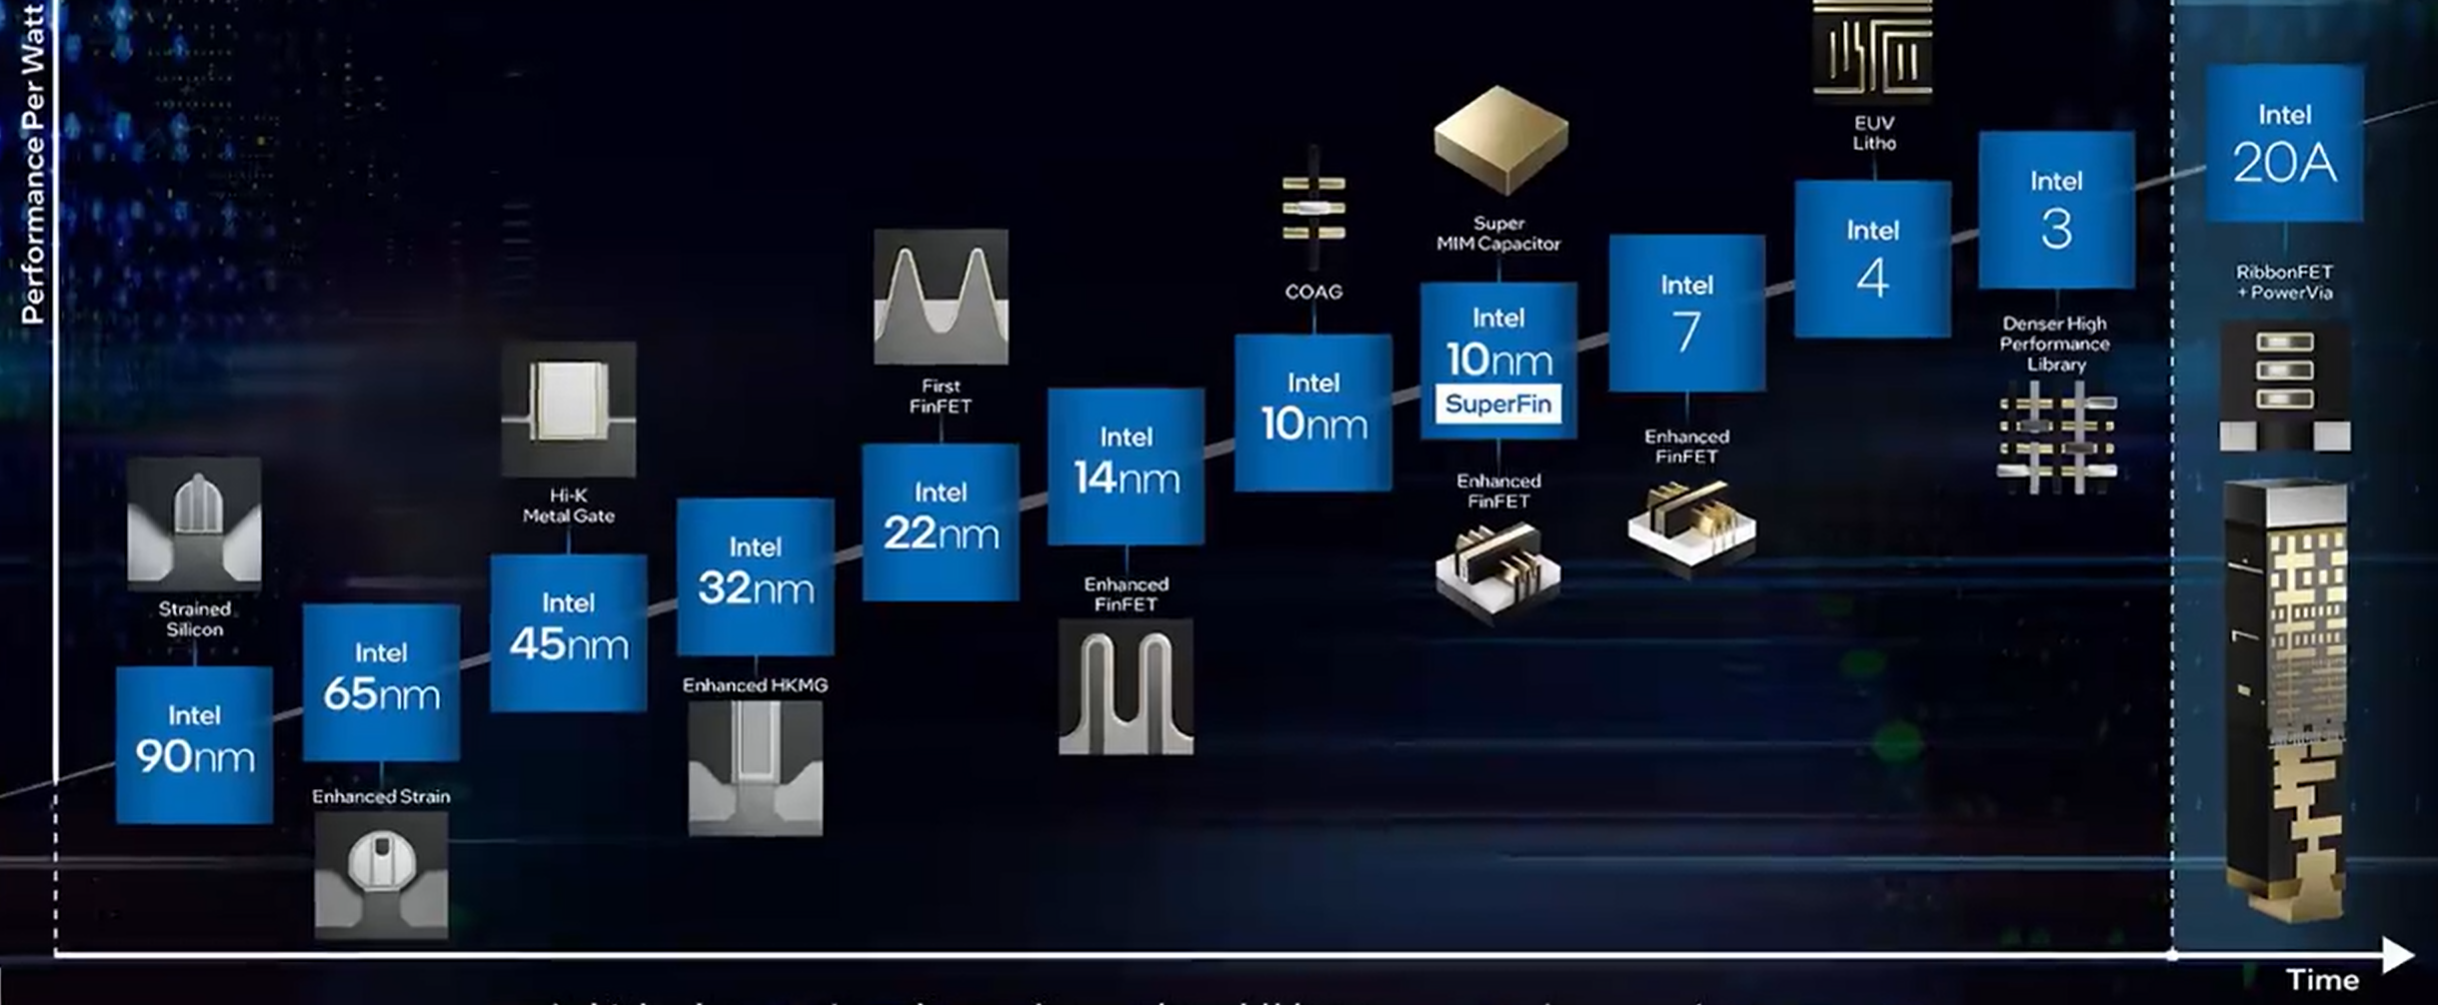 Performance Per Watt
Strained
Silicon
Intel
90nm
Intel
65nm
Enhanced Strain
Hi-K
Metal Gate
Intel
45nm
Intel
32nm
Enhanced HKMG
First
FinFET
Intel
22nm
Intel
14nm
Enhanced
FinFET
COAG
Intel
10nm
Super
MIM Capacitor
Intel
10nm
SuperFin
Enhanced
FinFET
Intel
7
Enhanced
FinFET
EUV
Litho
Intel
4
Intel
3
Denser High
Performance
Library
Intel
20A
RibbonFET
+ PowerVia
Time